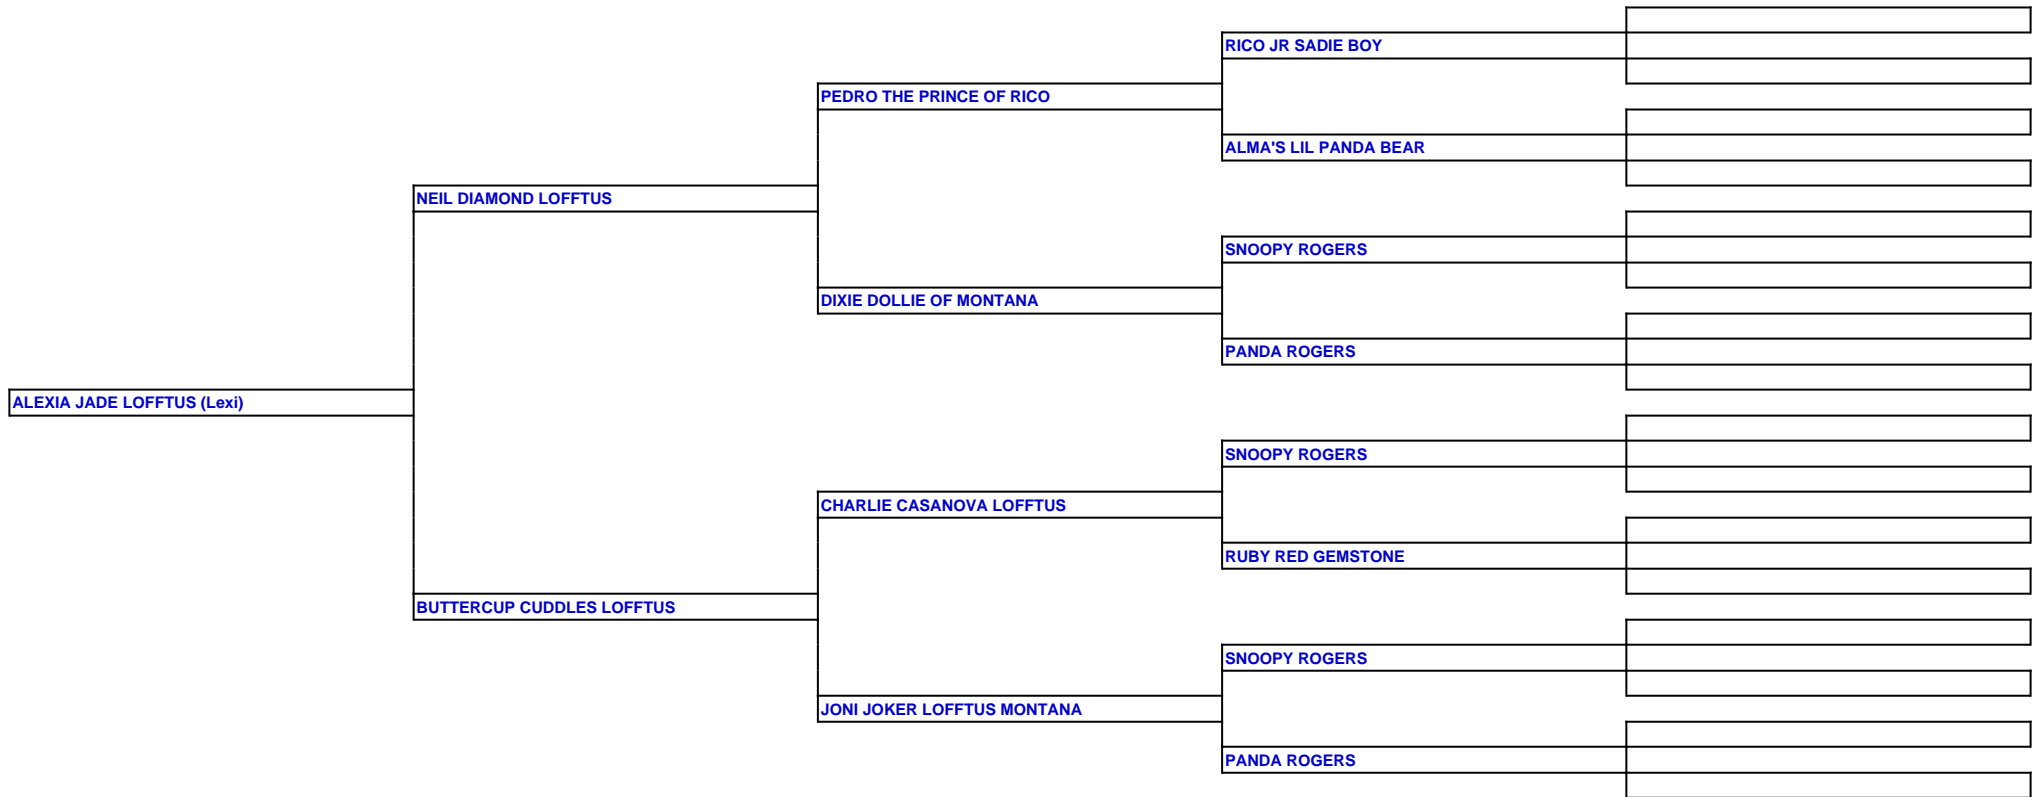 RICO JR SADIE BOY
PEDRO THE PRINCE OF RICO
ALMA'S LIL PANDA BEAR
NEIL DIAMOND LOFFTUS
SNOOPY ROGERS
DIXIE DOLLIE OF MONTANA
PANDA ROGERS
ALEXIA JADE LOFFTUS (Lexi)
SNOOPY ROGERS
CHARLIE CASANOVA LOFFTUS
RUBY RED GEMSTONE
BUTTERCUP CUDDLES LOFFTUS
SNOOPY ROGERS
JONI JOKER LOFFTUS MONTANA
PANDA ROGERS